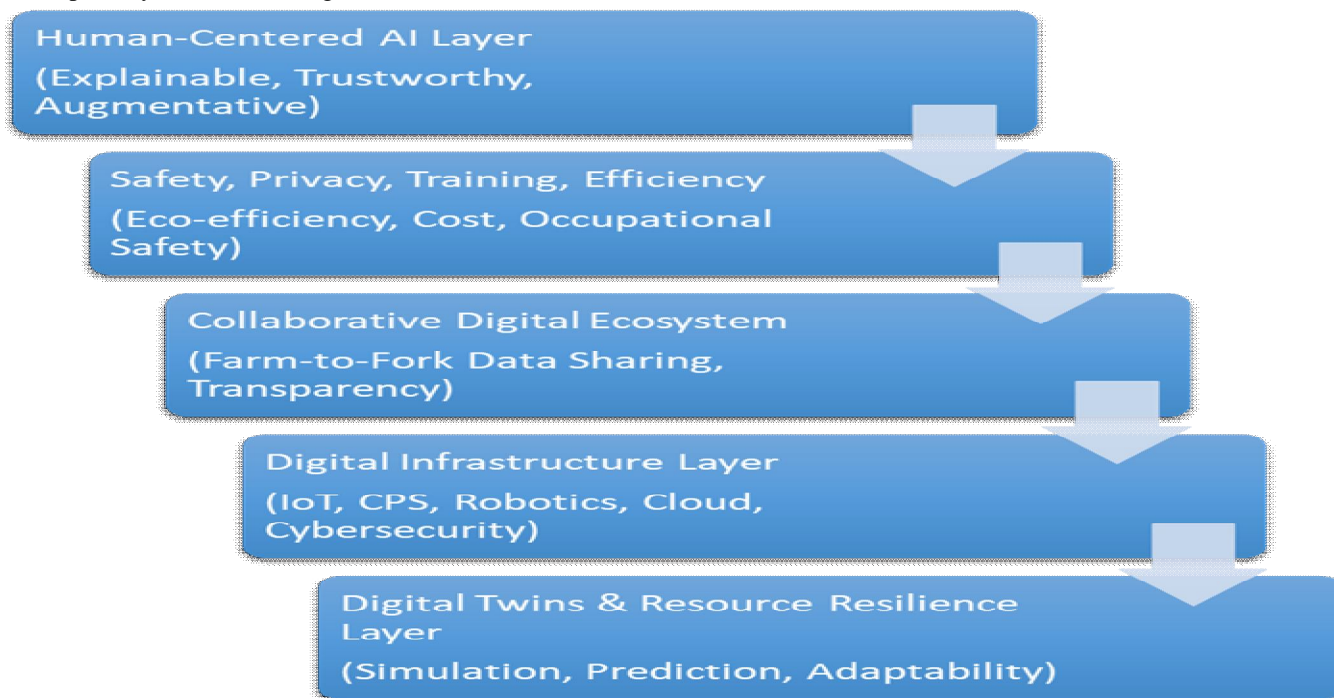 Human-Centered AI Layer
(Explainable, Trustworthy,
Augmentative)
Safety, Privacy, Training, Efficiency
(Eco-efficiency, Cost, Occupational
Safety)
Collaborative Digital Ecosystem
(Farm-to-Fork Data Sharing,
Transparency)
Digital Infrastructure Layer
(IoT, CPS, Robotics, Cloud,
Cybersecurity)
Digital Twins & Resource Resilience
Layer
(Simulation, Prediction, Adaptability)